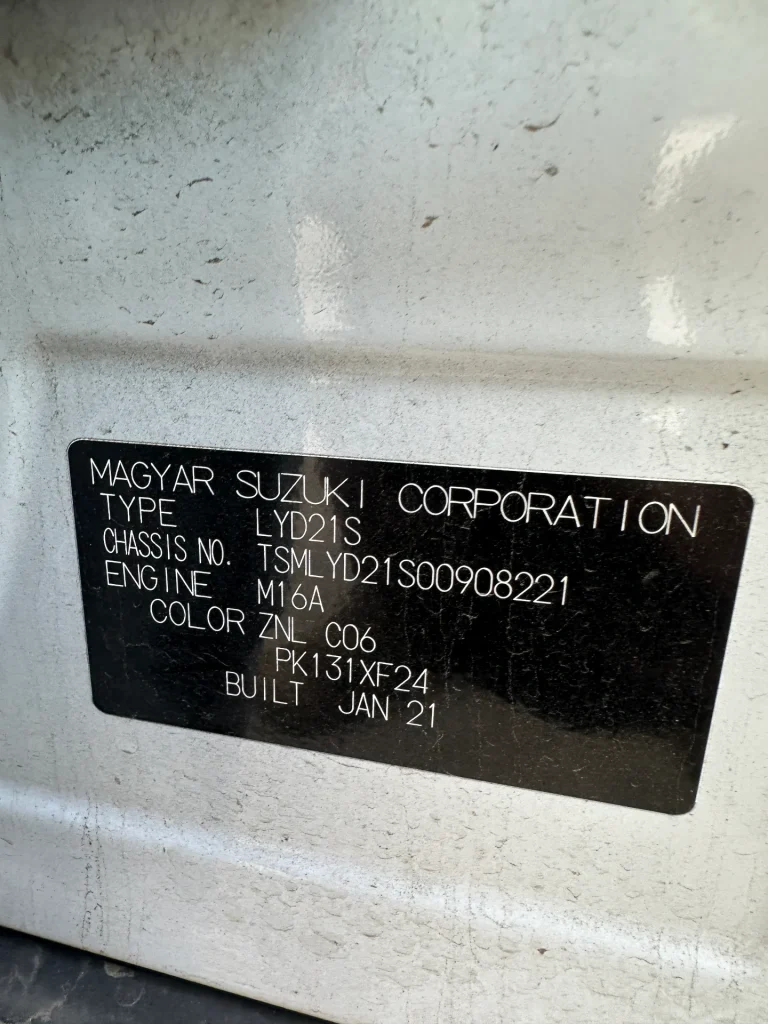 MAGYAR SUZUKI CORPORATION
TYPE LYD21S
CHASSIS NO. TSMLYD21S00908221
ENGINE M16A
COLOR ZNL C06
PK131XF24
BUILT JAN 21